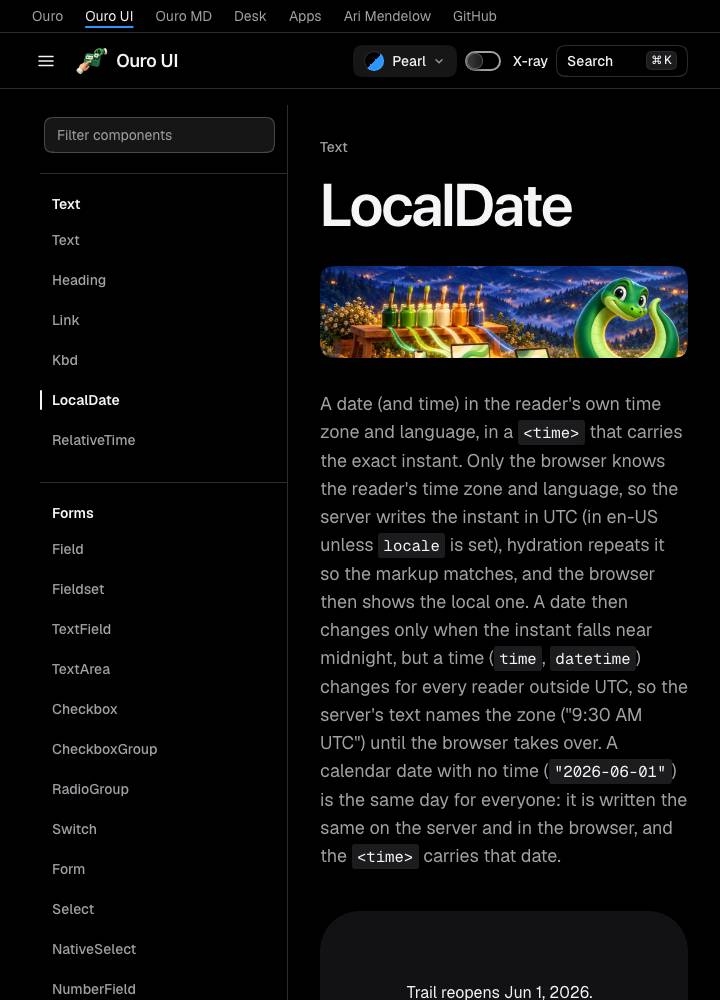 Ouro Ouro UI Ouro MD Desk Apps Ari Mendelow GitHub
Ouro UI Pearl X-ray Search ⌘ K
Filter components
Text
Text
Heading
Link
Kbd
LocalDate
RelativeTime
Forms
Field
Fieldset
TextField
TextArea
Checkbox
CheckboxGroup
RadioGroup
Switch
Form
Select
NativeSelect
NumberField
Text
LocalDate
A date (and time) in the reader's own time
zone and language, in a <time> that carries
the exact instant. Only the browser knows
the reader's time zone and language, so the
server writes the instant in UTC (in en-US
unless locale is set), hydration repeats it
so the markup matches, and the browser
then shows the local one. A date then
changes only when the instant falls near
midnight, but a time (time, datetime)
changes for every reader outside UTC, so the
server's text names the zone ("9:30 AM
UTC") until the browser takes over. A
calendar date with no time ("2026-06-01")
is the same day for everyone: it is written the
same on the server and in the browser, and
the <time> carries that date.
Trail reopens Jun 1, 2026.